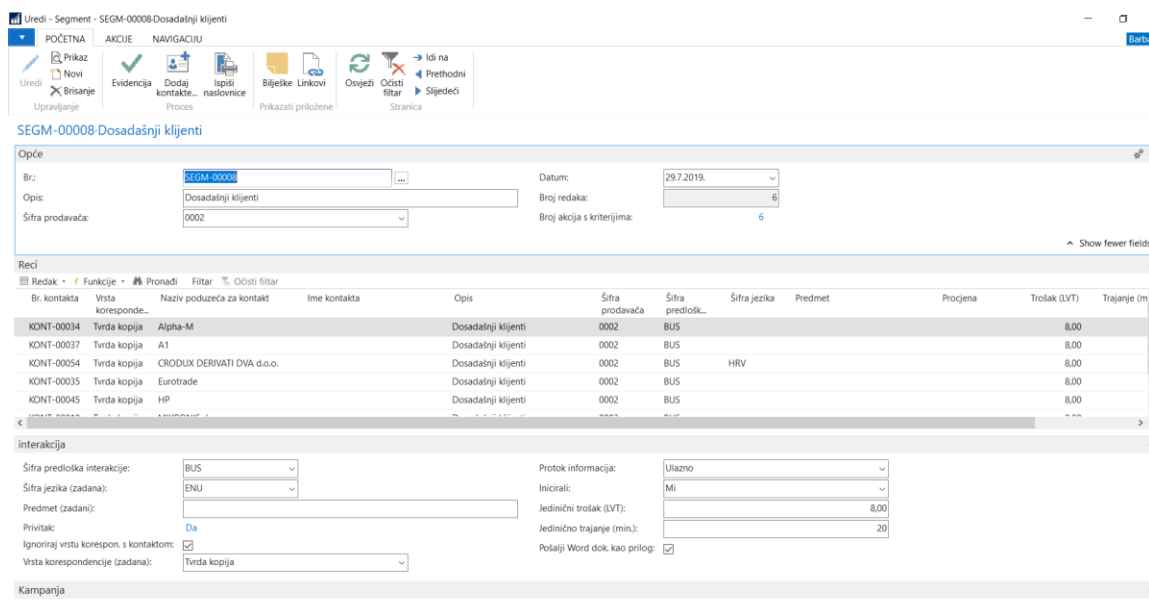 Uredi - Segment - SEGM-00008·Dosadašnji klijenti
POČETNA AKCIJE NAVIGACIJU
Barba
Uredi
Prikaz
Novi
Brisanje
Upravljanje
Evidencija
Dodaj kontakte...
Ispiši naslovnice
Proces
Bilješke
Linkovi
Prikazati priložene
Osvježi
Očisti filtar
Idi na
Prethodni
Slijedeći
Stranica
SEGM-00008·Dosadašnji klijenti
Opće
Br.: SEGM-00008 ... Datum: 29.7.2019.
Opis: Dosadašnji klijenti Broj redaka: 6
Šifra prodavača: 0002 Broj akcija s kriterijima: 6
Show fewer fields
Reci
Redak Funkcije Pronađi Filtar Očisti filtar
Br. kontakta Vrsta koresponde... Naziv poduzeća za kontakt Ime kontakta Opis Šifra prodavača Šifra predlošk... Šifra jezika Predmet Procjena Trošak (LVT) Trajanje (m
KONT-00034 Tvrda kopija Alpha-M Dosadašnji klijenti 0002 BUS 8,00
KONT-00037 Tvrda kopija A1 Dosadašnji klijenti 0002 BUS 8,00
KONT-00054 Tvrda kopija CRODUX DERIVATI DVA d.o.o. Dosadašnji klijenti 0002 BUS HRV 8,00
KONT-00035 Tvrda kopija Eurotrade Dosadašnji klijenti 0002 BUS 8,00
KONT-00045 Tvrda kopija HP Dosadašnji klijenti 0002 BUS 8,00
interakcija
Šifra predloška interakcije: BUS Protok informacija: Ulazno
Šifra jezika (zadana): ENU Inicirali: Mi
Predmet (zadani): Jedinični trošak (LVT): 8,00
Privitak: Da Jedinično trajanje (min.): 20
Ignoriraj vrstu korespon. s kontaktom: Pošalji Word dok. kao prilog:
Vrsta korespondencije (zadana): Tvrda kopija
Kampanja